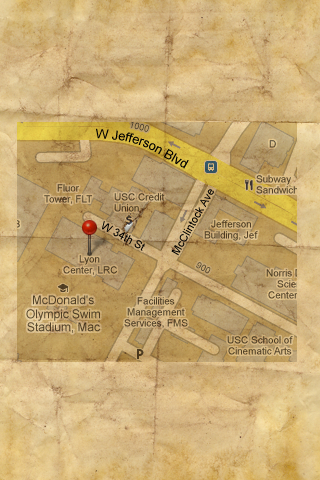 1000
W Jefferson Blvd
D
Subway
Sandwich
Fluor
Tower, FLT
USC Credit
Union
McClintock Ave
W 34th St
Jefferson
Building, Jef
Lyon
Center, LRC
900
Norris
Scie
Center
McDonald's
Olympic Swim
Stadium, Mac
Facilities
Management
Services, FMS
USC School of
Cinematic Arts
P